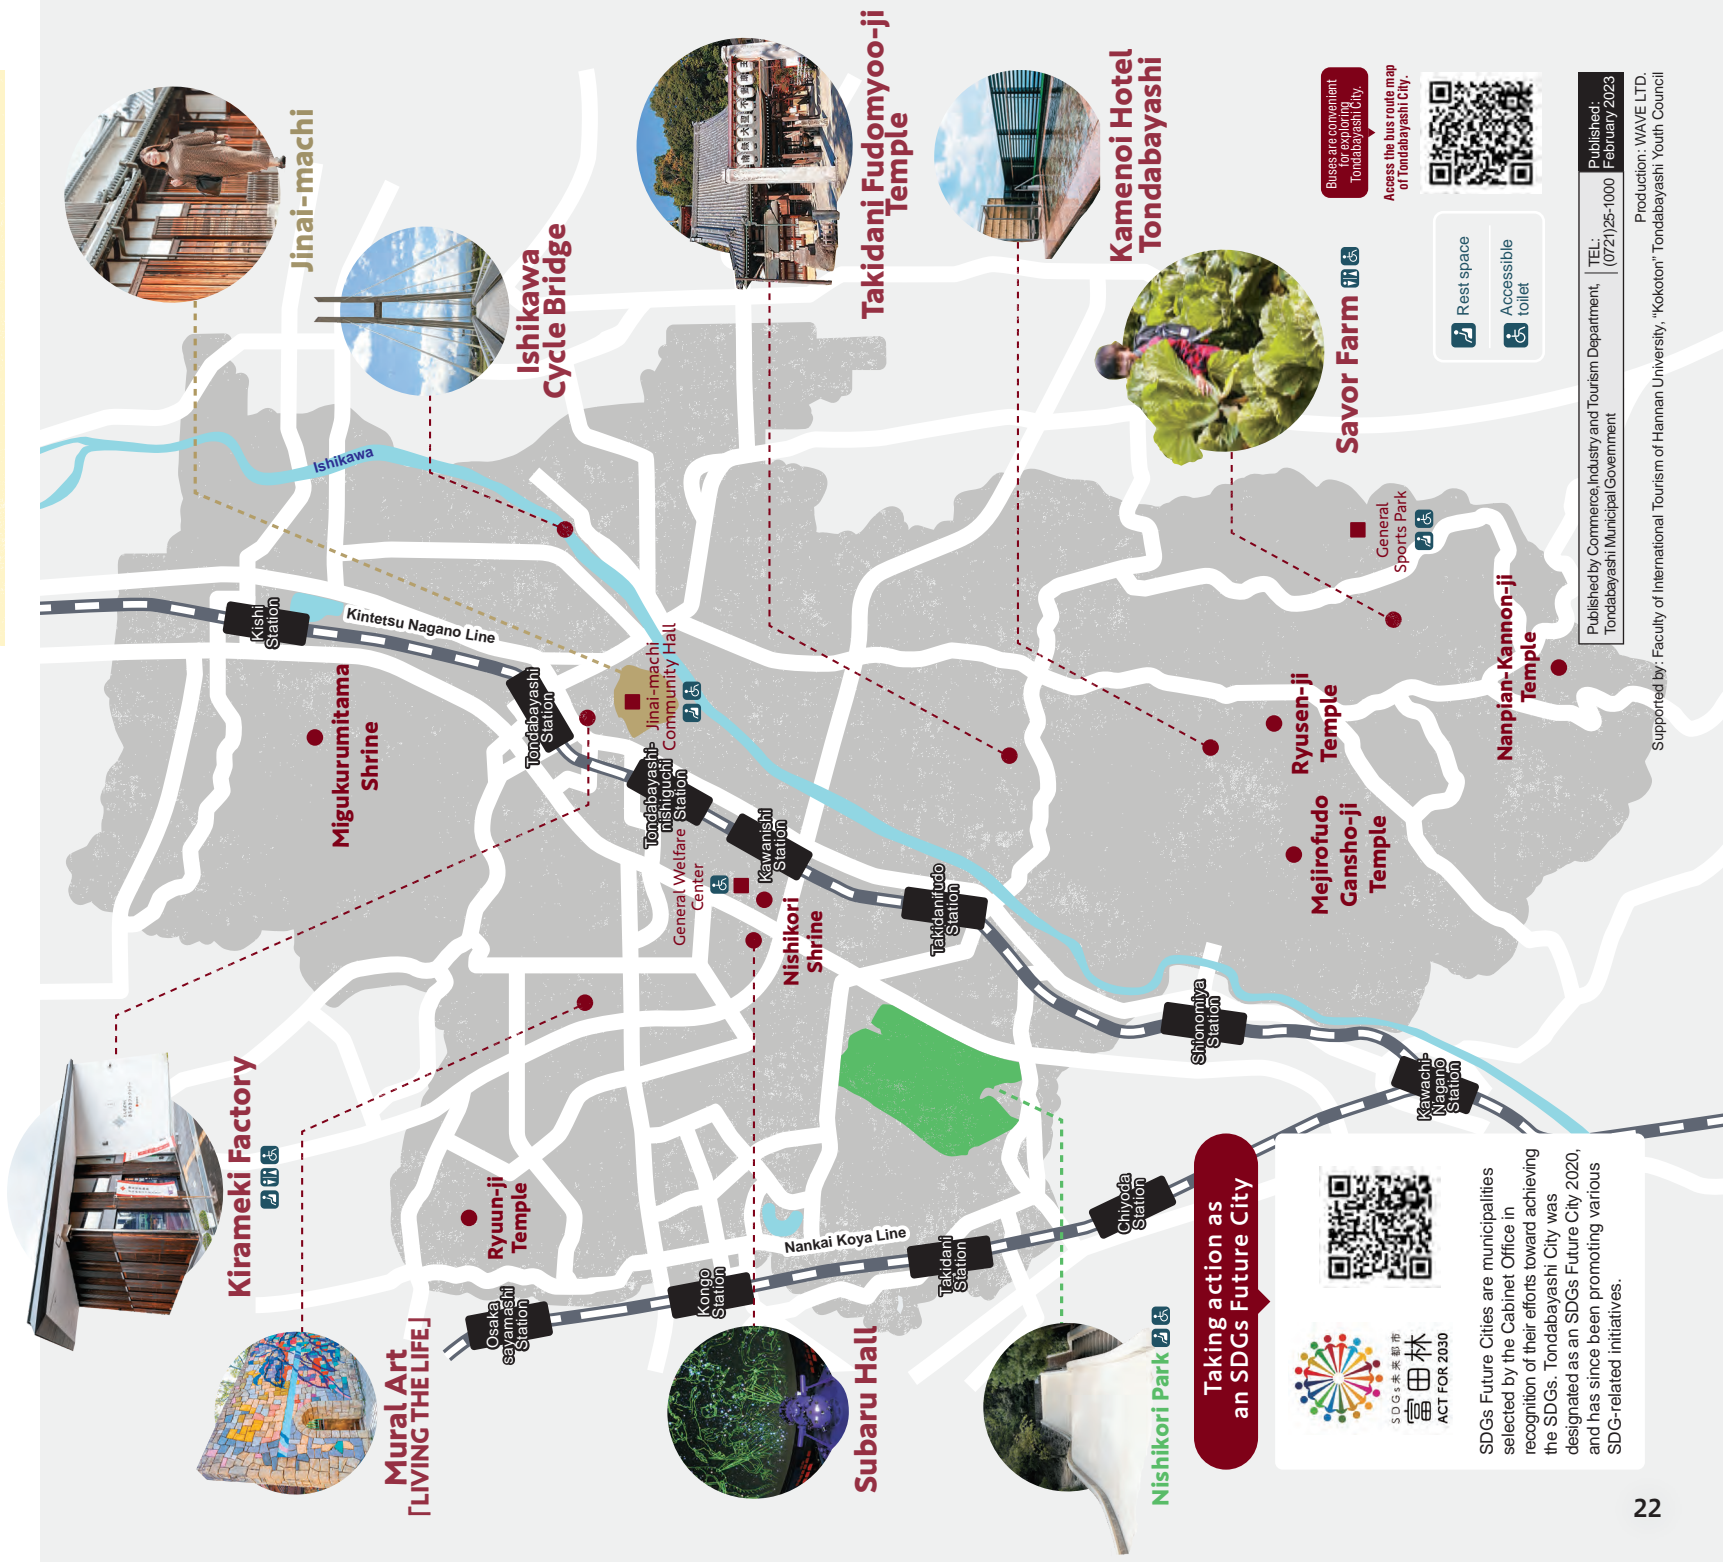 Jinai-machi
Ishikawa
Cycle Bridge
Takidani Fudomyoo-ji
Temple
Kamenoi Hotel
Tondabayashi
Savor Farm
Buses are convenient
for exploring
Tondabayashi City.
Access the bus route map
of Tondabayashi City.
Rest space
Accessible
toilet
Published by Commerce,Industry and Tourism Department,
Tondabayashi Municipal Government
TEL:
(0721)25-1000
Published:
February 2023
Production: WAVE LTD.
Supported by: Faculty of International Tourism of Hannan University, “Kokoton” Tondabayashi Youth Council
Ishikawa
Kishi
Station
Kintetsu Nagano Line
Migukurumitama
Shrine
Tondabayashi
Station
Jinai-machi
Community Hall
Tondabayashi-
nishiguchi
Station
General Welfare
Center
Kawanishi
Station
Nishikori
Shrine
Takidanifudo
Station
General
Sports Park
Nanpian-Kannon-ji
Temple
Ryusen-ji
Temple
Mejirofudo
Gansho-ji
Temple
Shionomiya
Station
Kawachi-
Nagano
Station
Chiyoda
Station
Takidani
Station
Nankai Koya Line
Kongo
Station
Osaka
sayamashi
Station
Ryuun-ji
Temple
Kirameki Factory
Mural Art
「LIVING THE LIFE」
Subaru Hall
Nishikori Park
Taking action as
an SDGs Future City
SDGs未来都市
富田林
ACT FOR 2030
SDGs Future Cities are municipalities
selected by the Cabinet Office in
recognition of their efforts toward achieving
the SDGs. Tondabayashi City was
designated as an SDGs Future City 2020,
and has since been promoting various
SDG-related initiatives.
22